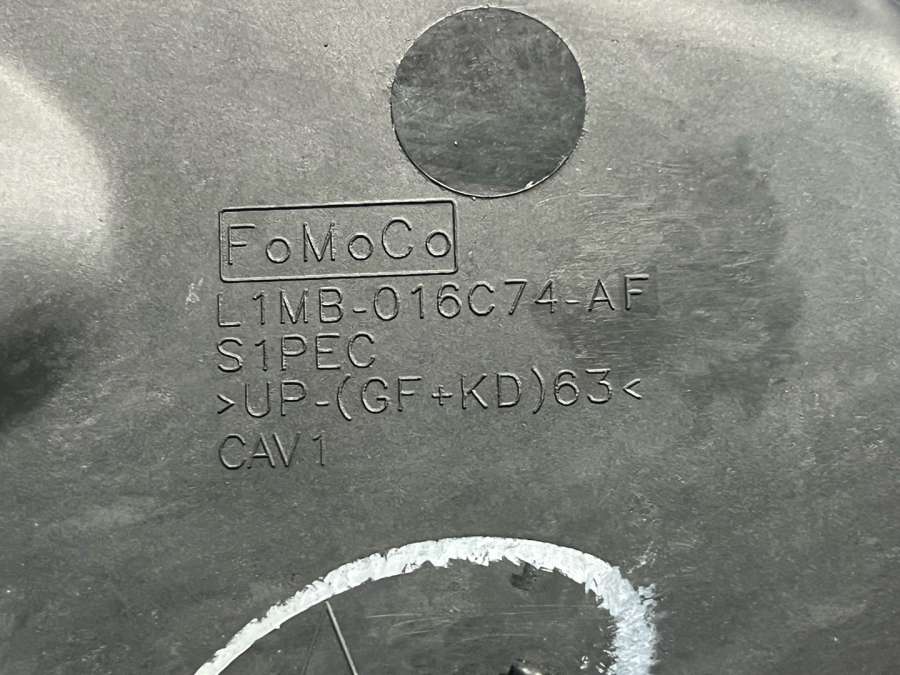 FoMoCo
L1MB-016C74-AF
S1PEC
>UP-(GF+KD)63<
CAV1